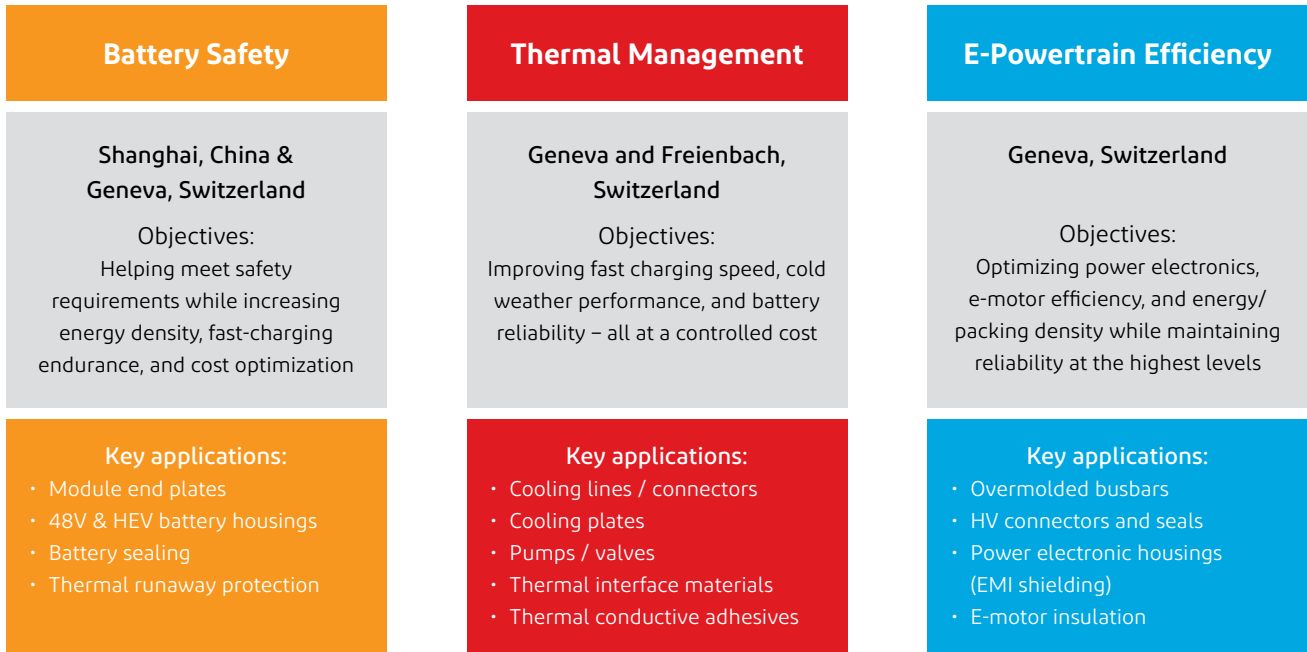 Battery Safety
Shanghai, China &
Geneva, Switzerland
Objectives:
Helping meet safety
requirements while increasing
energy density, fast-charging
endurance, and cost optimization
Key applications:
· Module end plates
· 48V & HEV battery housings
· Battery sealing
· Thermal runaway protection
Thermal Management
Geneva and Freienbach,
Switzerland
Objectives:
Improving fast charging speed, cold
weather performance, and battery
reliability – all at a controlled cost
Key applications:
· Cooling lines / connectors
· Cooling plates
· Pumps / valves
· Thermal interface materials
· Thermal conductive adhesives
E-Powertrain Efficiency
Geneva, Switzerland
Objectives:
Optimizing power electronics,
e-motor efficiency, and energy/
packing density while maintaining
reliability at the highest levels
Key applications:
· Overmolded busbars
· HV connectors and seals
· Power electronic housings
(EMI shielding)
· E-motor insulation